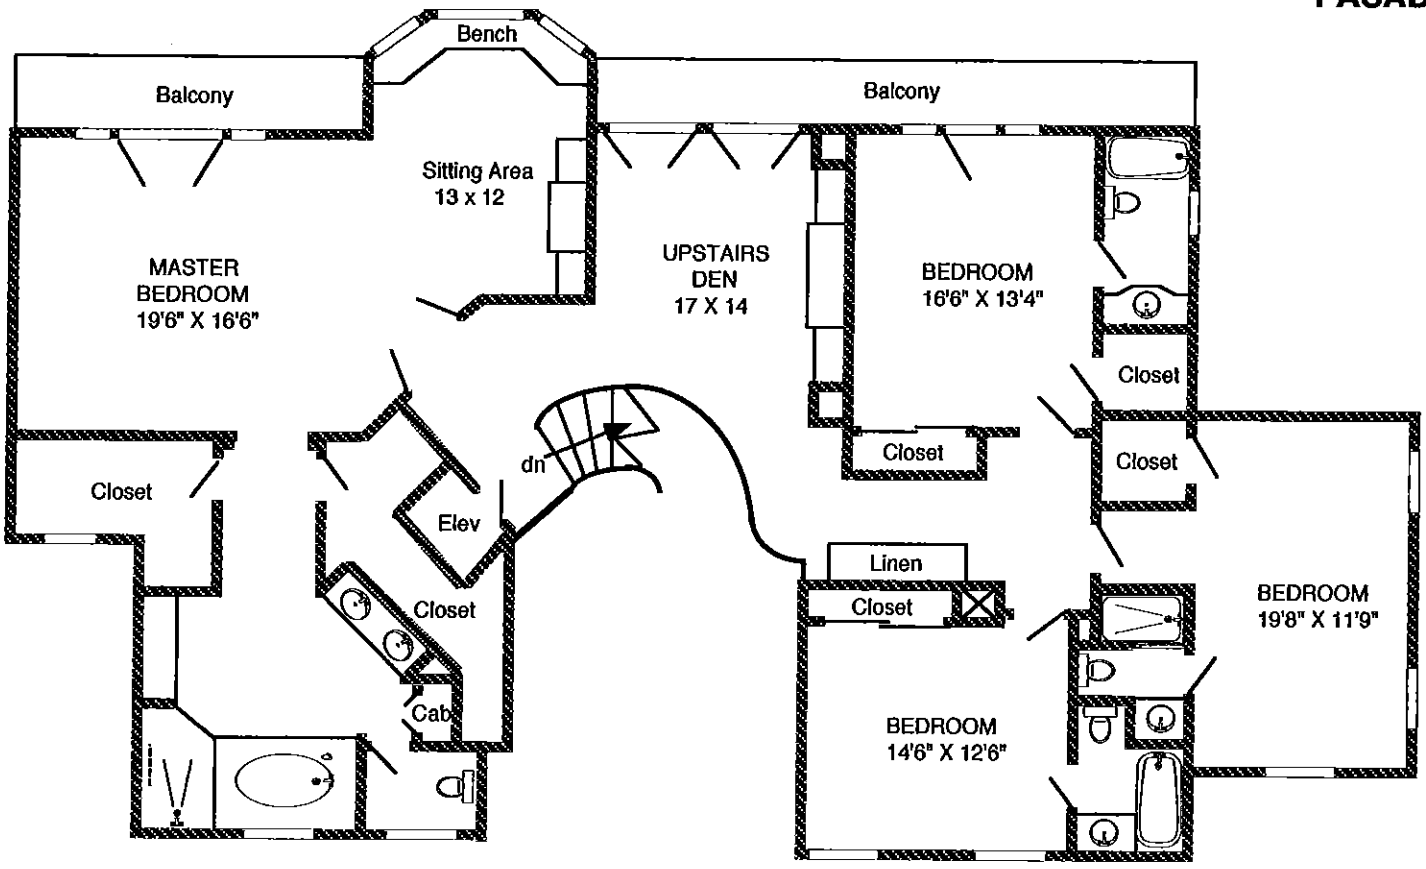 Bench
Balcony
Balcony
Sitting Area
13 x 12
MASTER
BEDROOM
19'6" X 16'6"
UPSTAIRS
DEN
17 X 14
BEDROOM
16'6" X 13'4"
Closet
Closet
Closet
Closet
dn
Elev
Linen
Closet
Closet
BEDROOM
19'8" X 11'9"
Cab
BEDROOM
14'6" X 12'6"